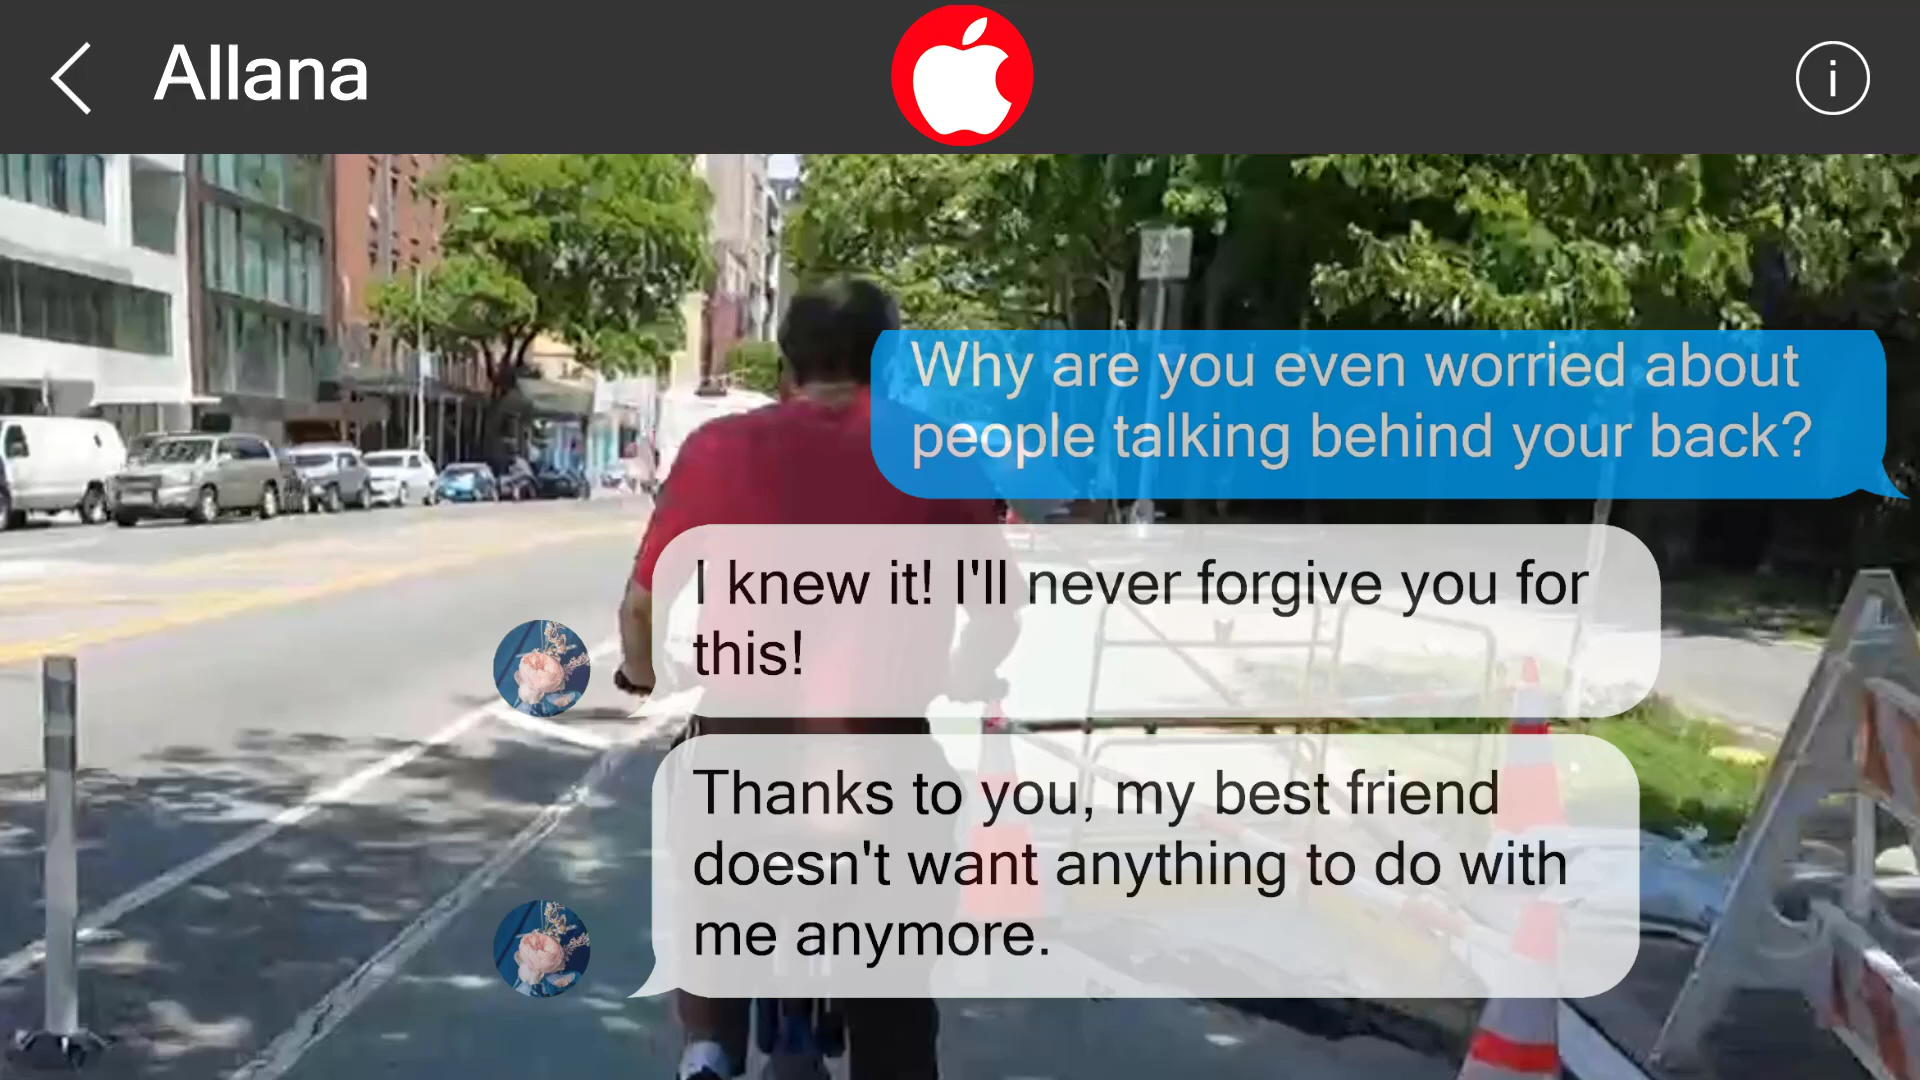 Allana
Why are you even worried about
people talking behind your back?
I knew it! I'll never forgive you for
this!
Thanks to you, my best friend
doesn't want anything to do with
me anymore.